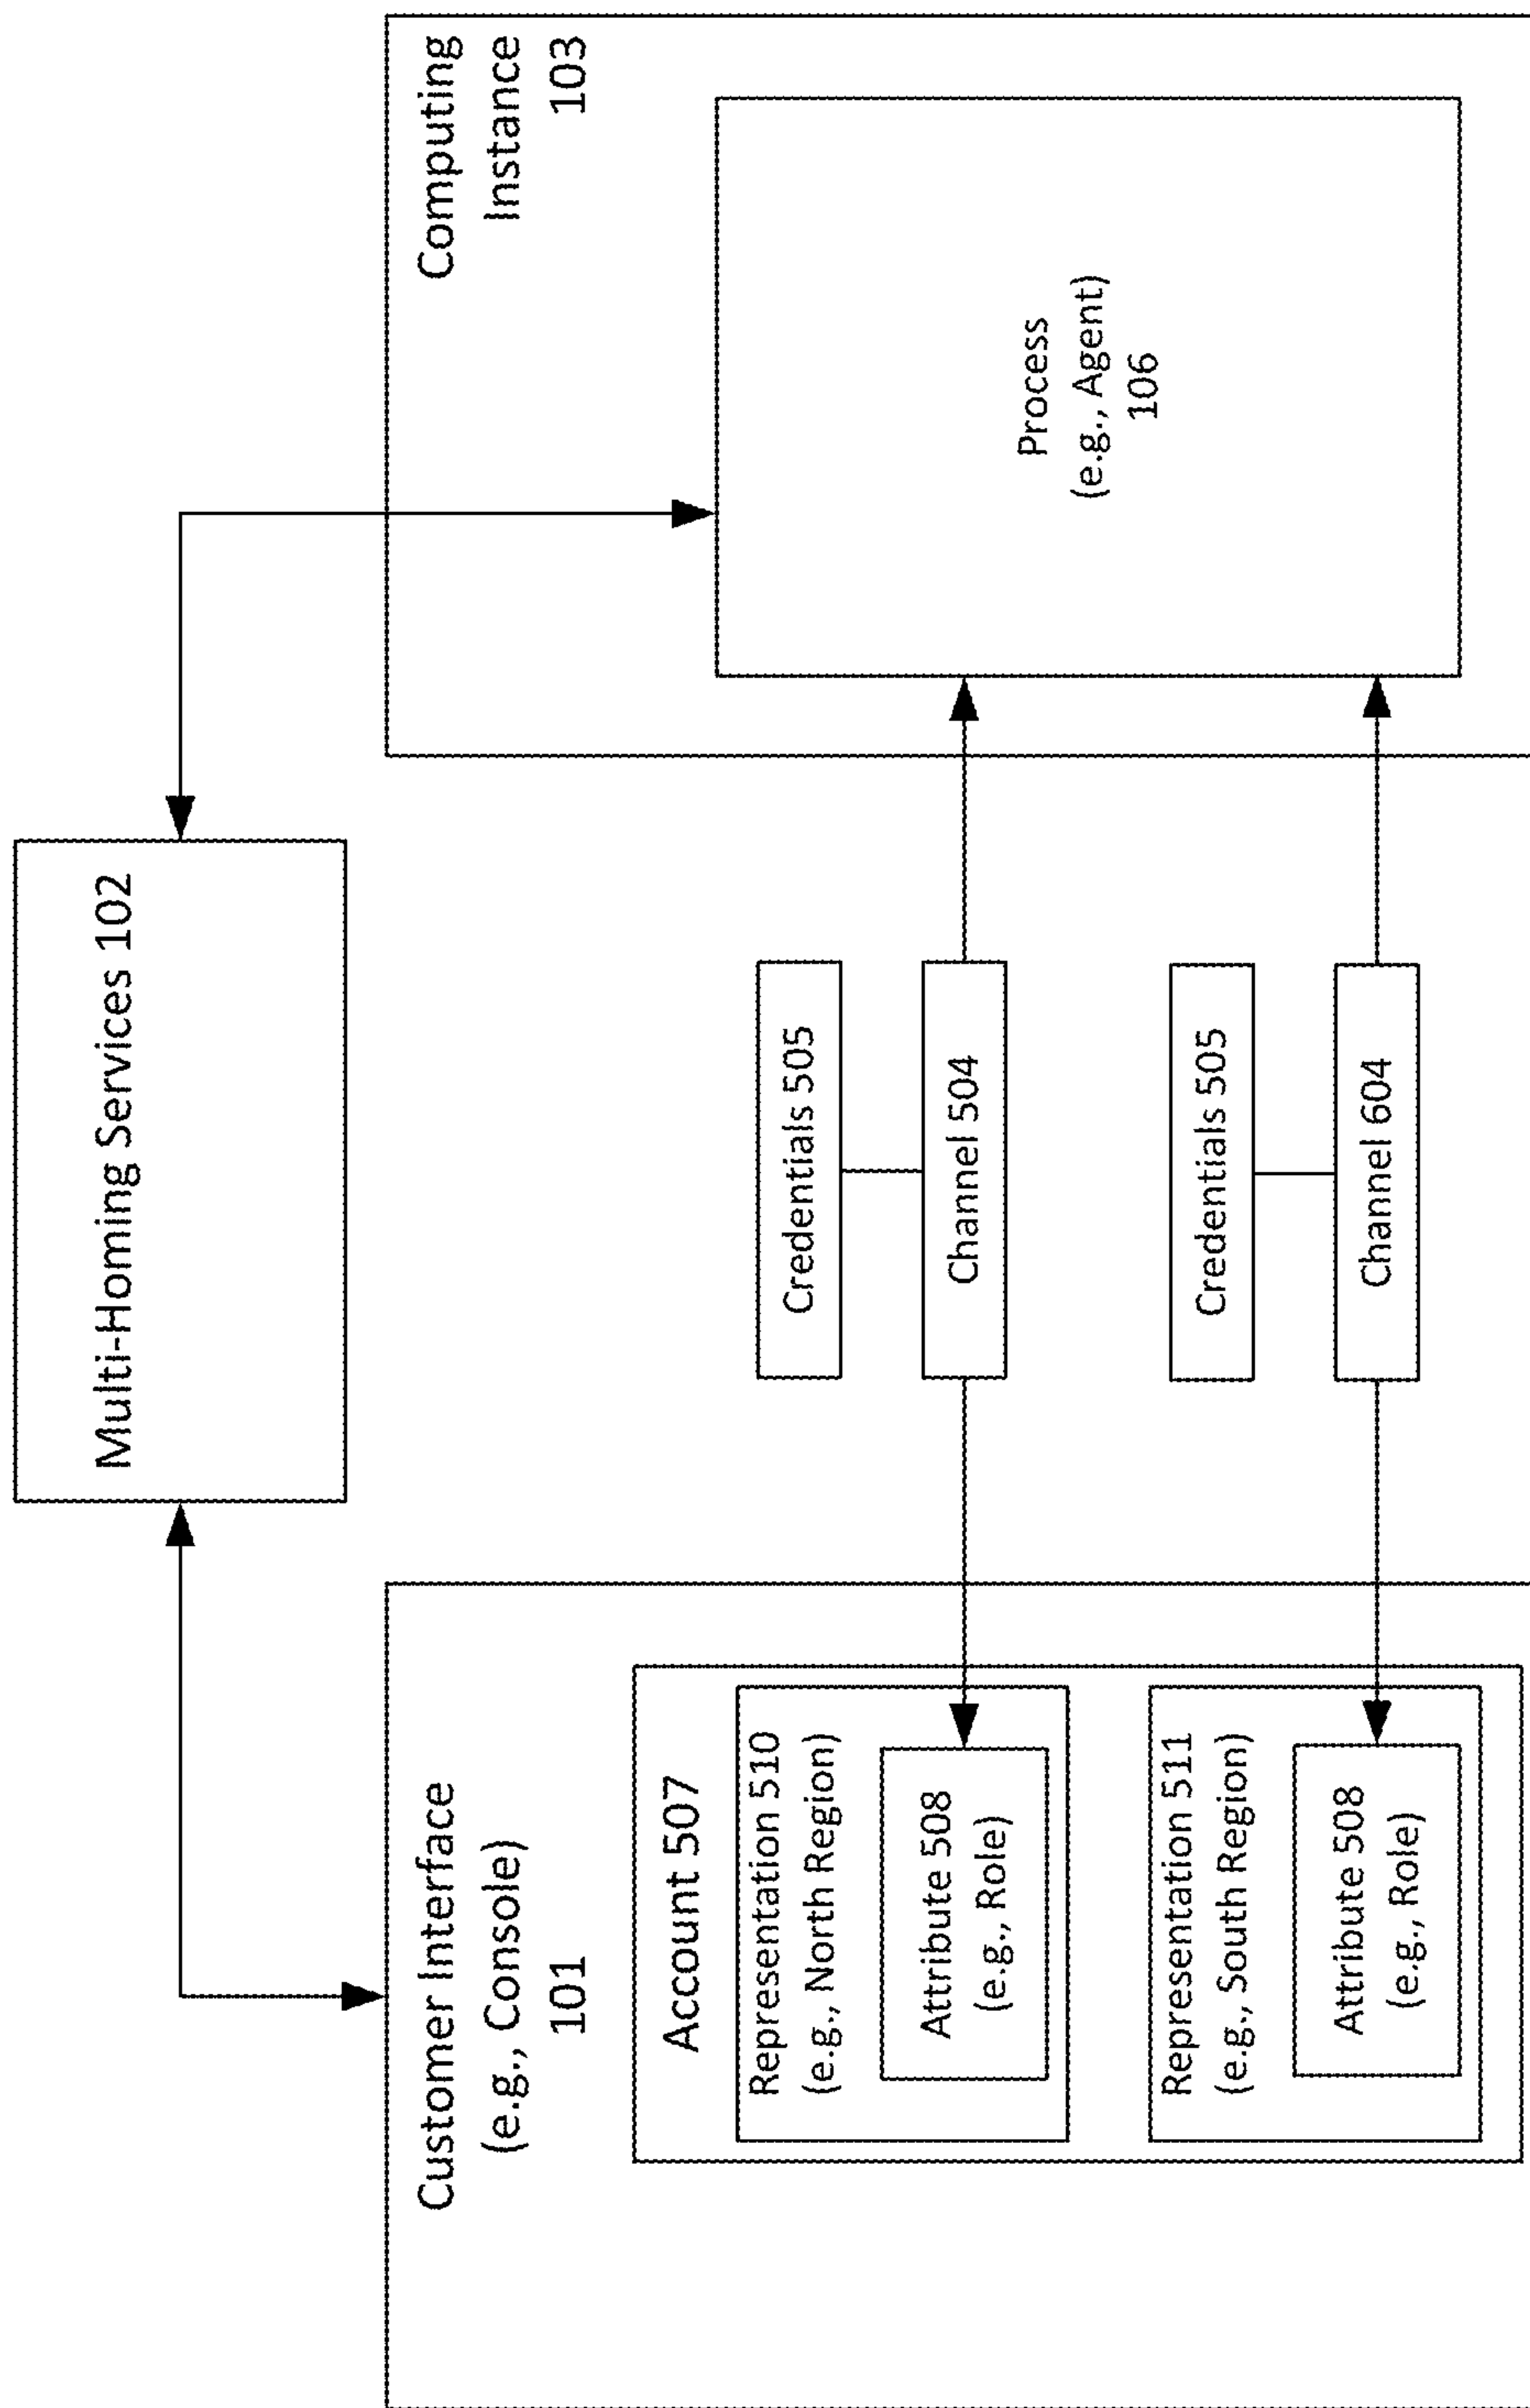 Multi-Homing Services 102
Customer Interface
(e.g., Console)
101
Account 507
Representation 510
(e.g., North Region)
Attribute 508
(e.g., Role)
Representation 511
(e.g., South Region)
Attribute 508
(e.g., Role)
Credentials 505
Channel 504
Credentials 505
Channel 604
Computing
Instance
103
Process
(e.g., Agent)
106